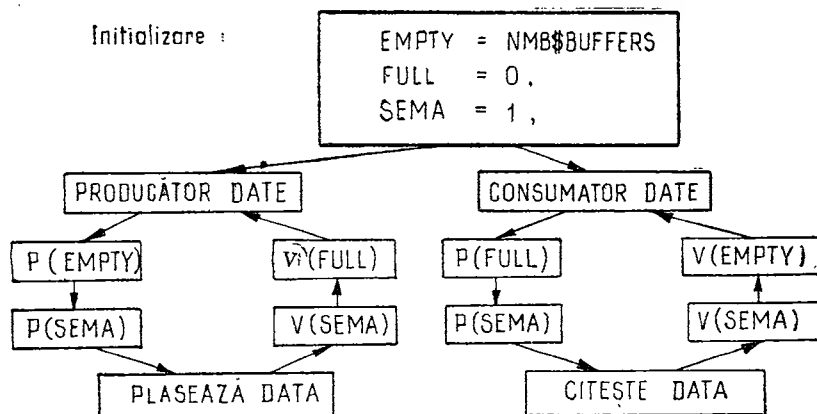 Initializare :
EMPTY = NMB$BUFFERS
FULL = 0,
SEMA = 1,
PRODUCĂTOR DATE
CONSUMATOR DATE
P(EMPTY)
V(FULL)
P(FULL)
V(EMPTY)
P(SEMA)
V(SEMA)
P(SEMA)
V(SEMA)
PLASEAZĂ DATA
CITEȘTE DATA